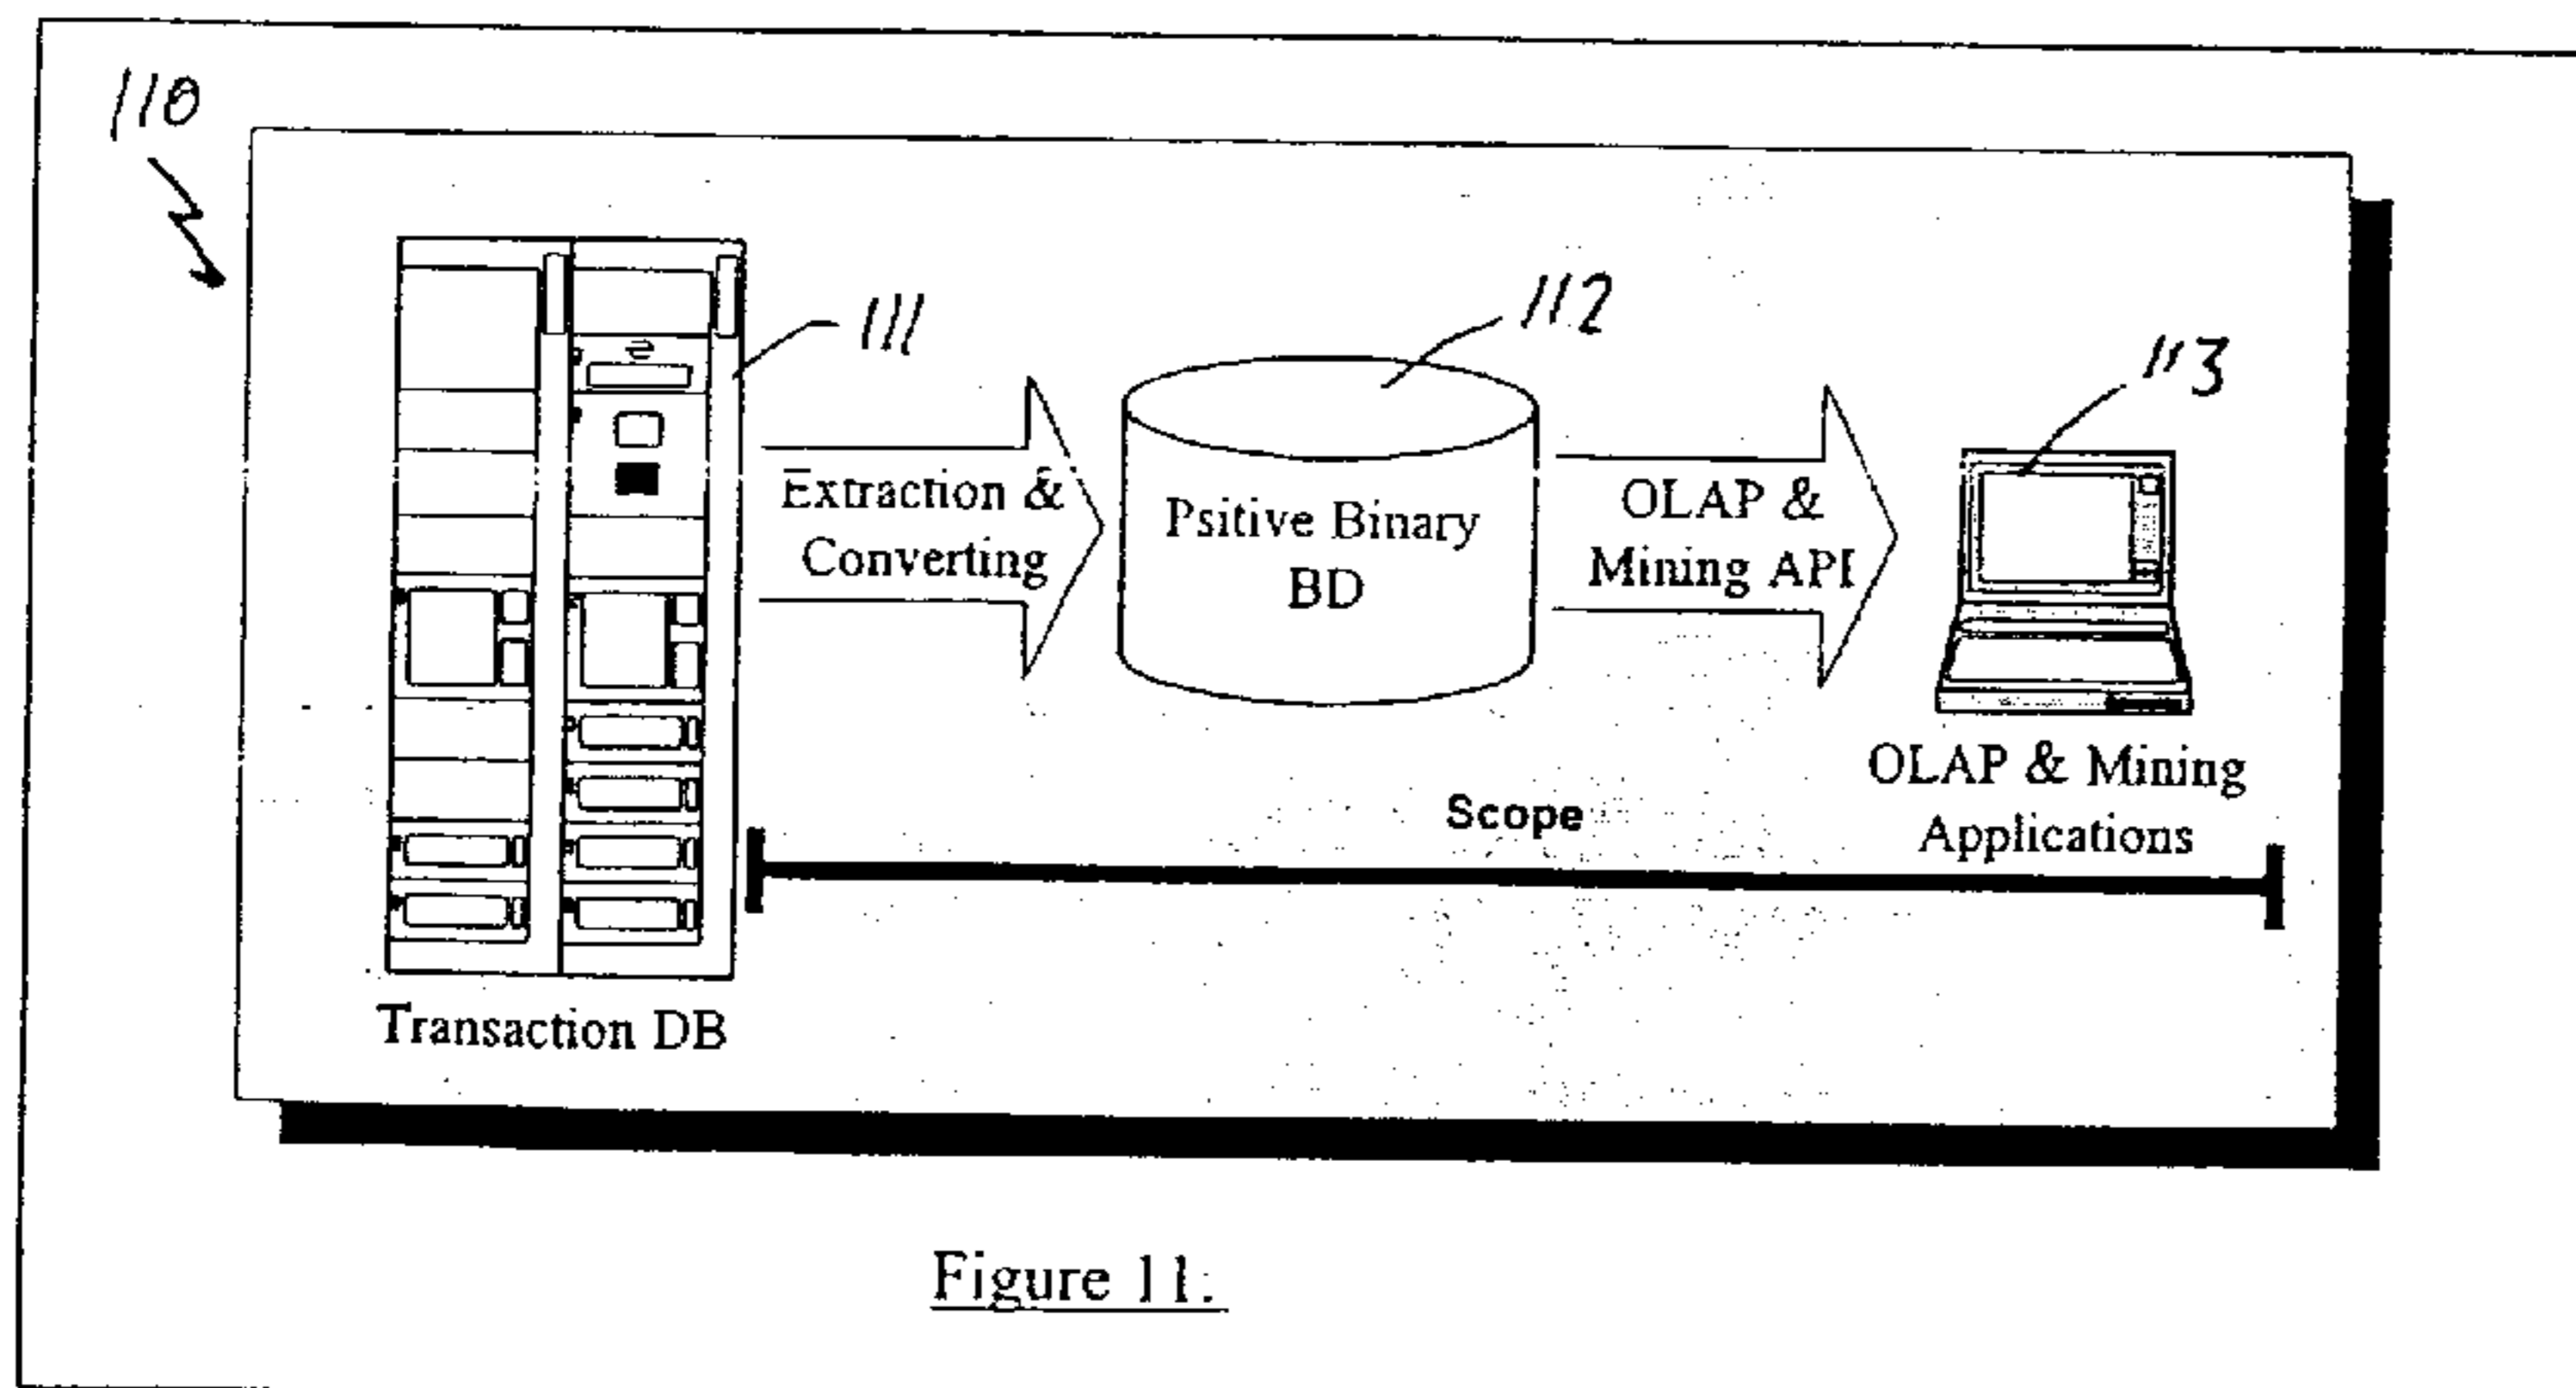 110
111
112
113
Extraction &
Converting
Psitive Binary
BD
OLAP &
Mining API
OLAP & Mining
Applications
Scope
Transaction DB
Figure 11: